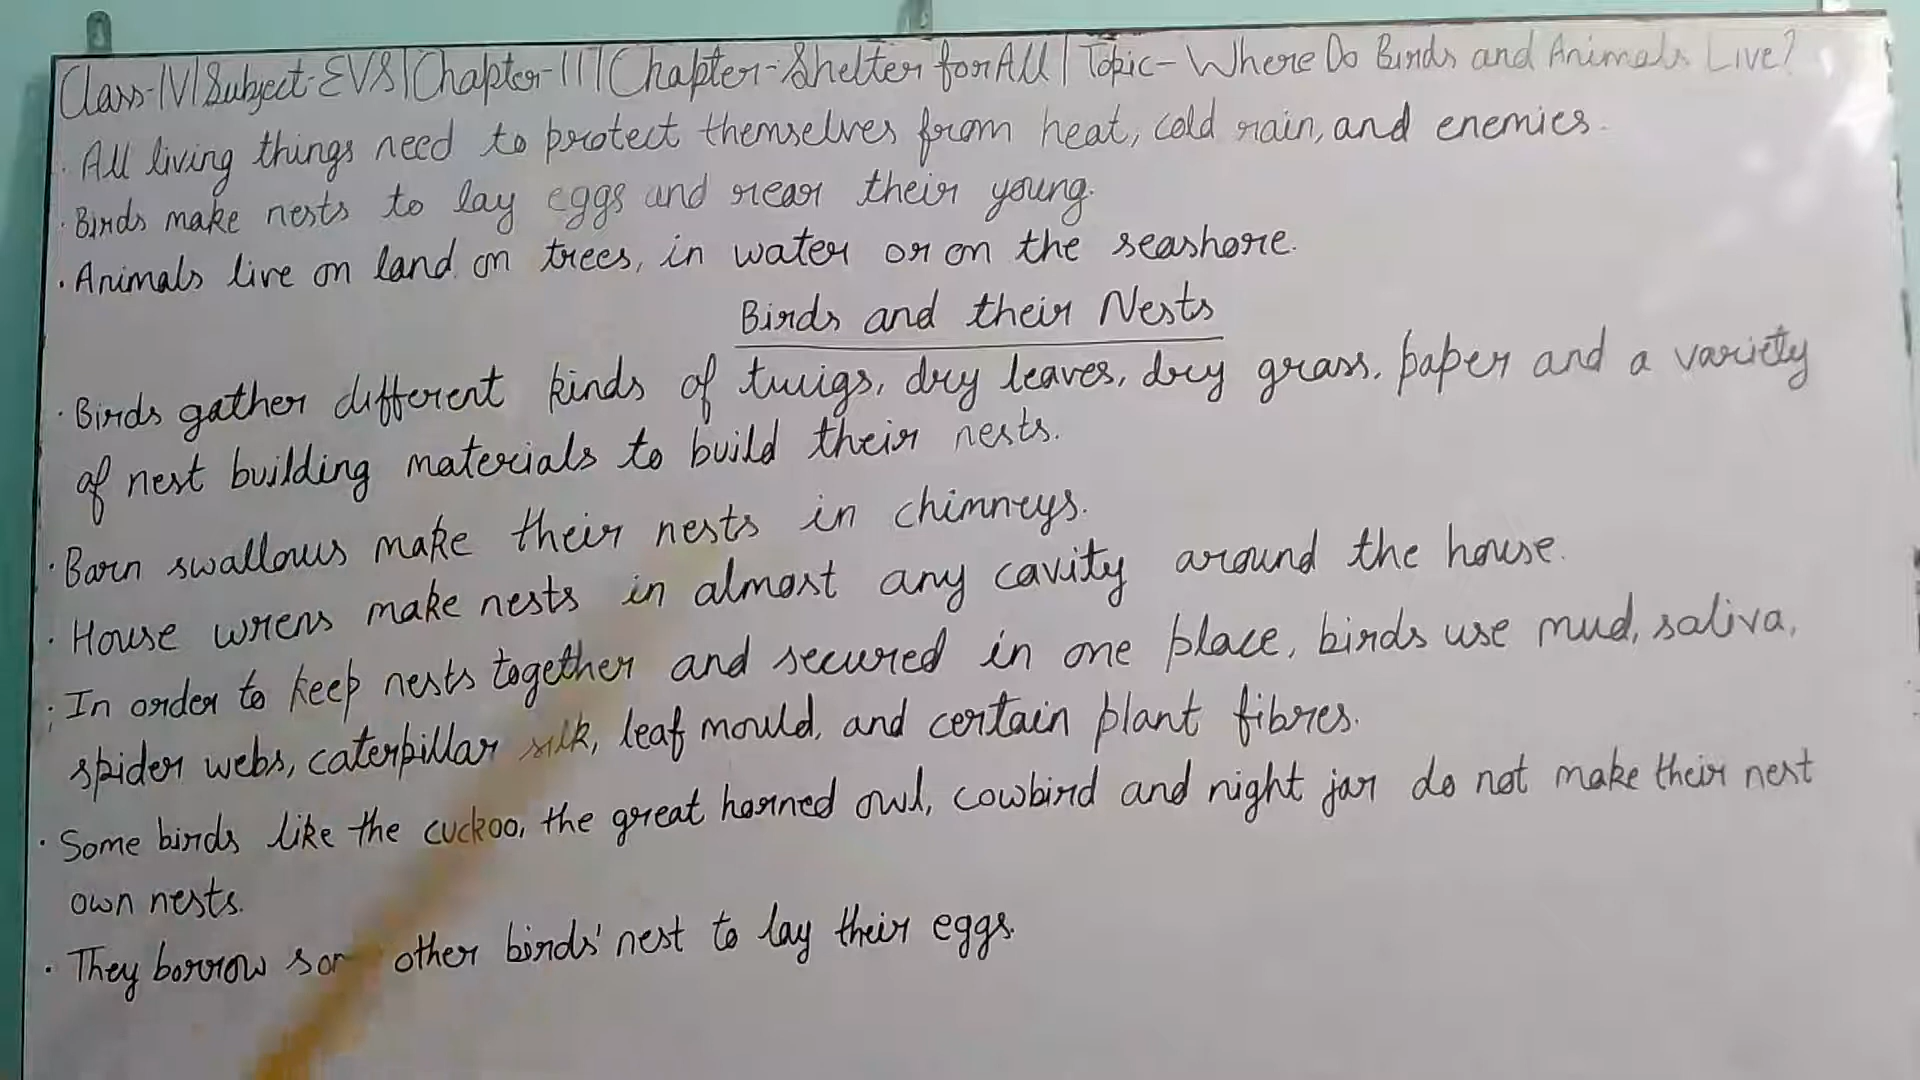 Class-IV|Subject-EVS|Chapter-III|Chapter-Shelter for All|Topic-Where Do Birds and Animals Live?
· All living things need to protect themselves from heat, cold rain, and enemies.
· Birds make nests to lay eggs and rear their young.
· Animals live on land on trees, in water or on the seashore.
Birds and their Nests
· Birds gather different kinds of twigs, dry leaves, dry grass, paper and a variety
of nest building materials to build their nests.
· Barn swallows make their nests in chimneys.
· House wrens make nests in almost any cavity around the house.
· In order to keep nests together and secured in one place, birds use mud, saliva,
spider webs, caterpillar silk, leaf mould, and certain plant fibres.
· Some birds like the cuckoo, the great horned owl, cowbird and night jar do not make their nest
own nests.
· They borrow other birds' nest to lay their eggs.